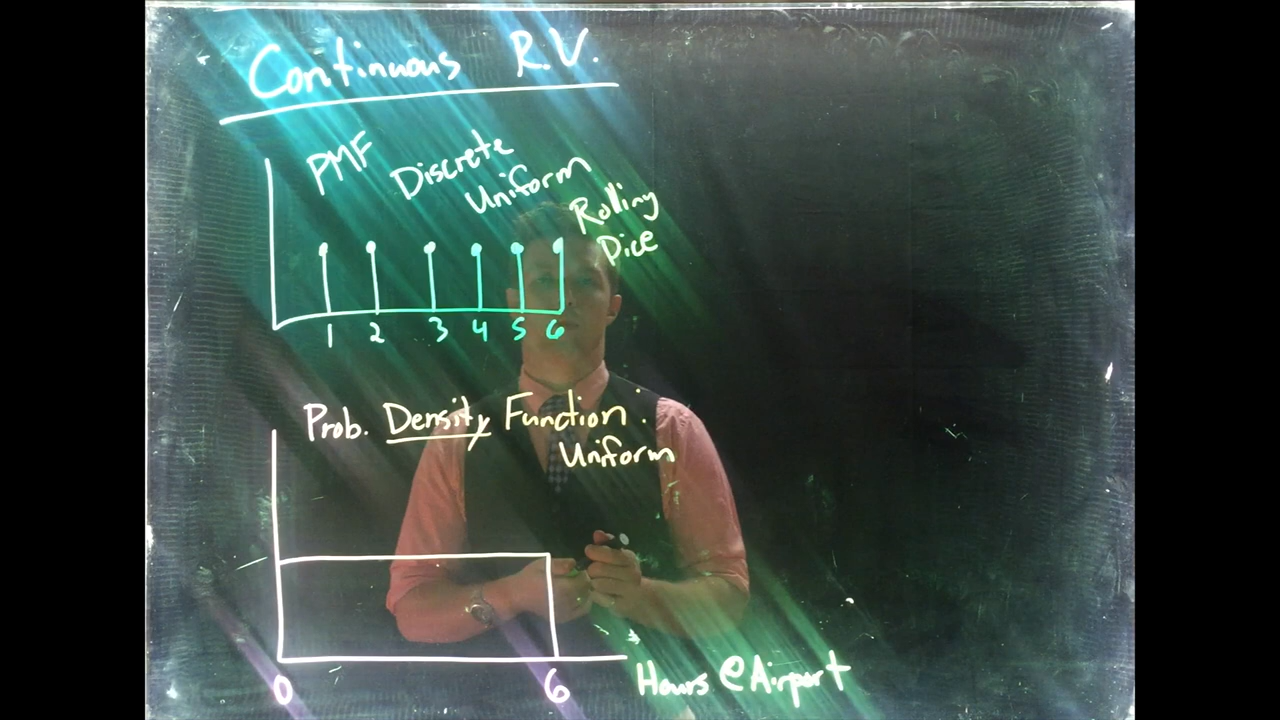 Continuous R.V.
PMF Discrete
Uniform
Rolling
Dice
1 2 3 4 5 6
Prob. Density Function.
Uniform
0 6 Hours @ Airport